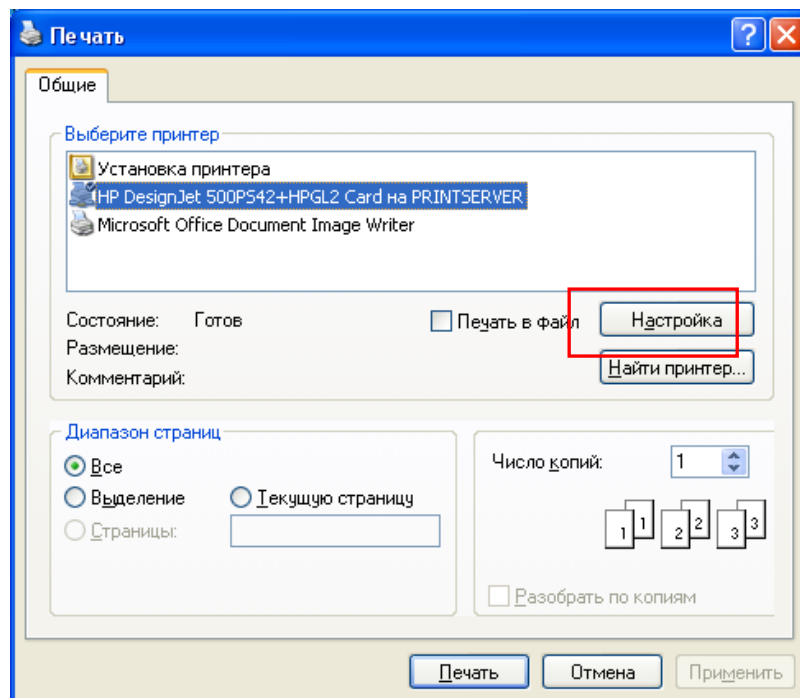 Печать
Общие
Выберите принтер
Установка принтера
HP DesignJet 500PS42+HPGL2 Card на PRINTSERVER
Microsoft Office Document Image Writer
Состояние: Готов
Печать в файл
Настройка
Размещение:
Комментарий:
Найти принтер...
Диапазон страниц
Все
Выделение
Текущую страницу
Страницы:
Число копий: 1
1 1 2 2 3 3
Разобрать по копиям
Печать
Отмена
Применить